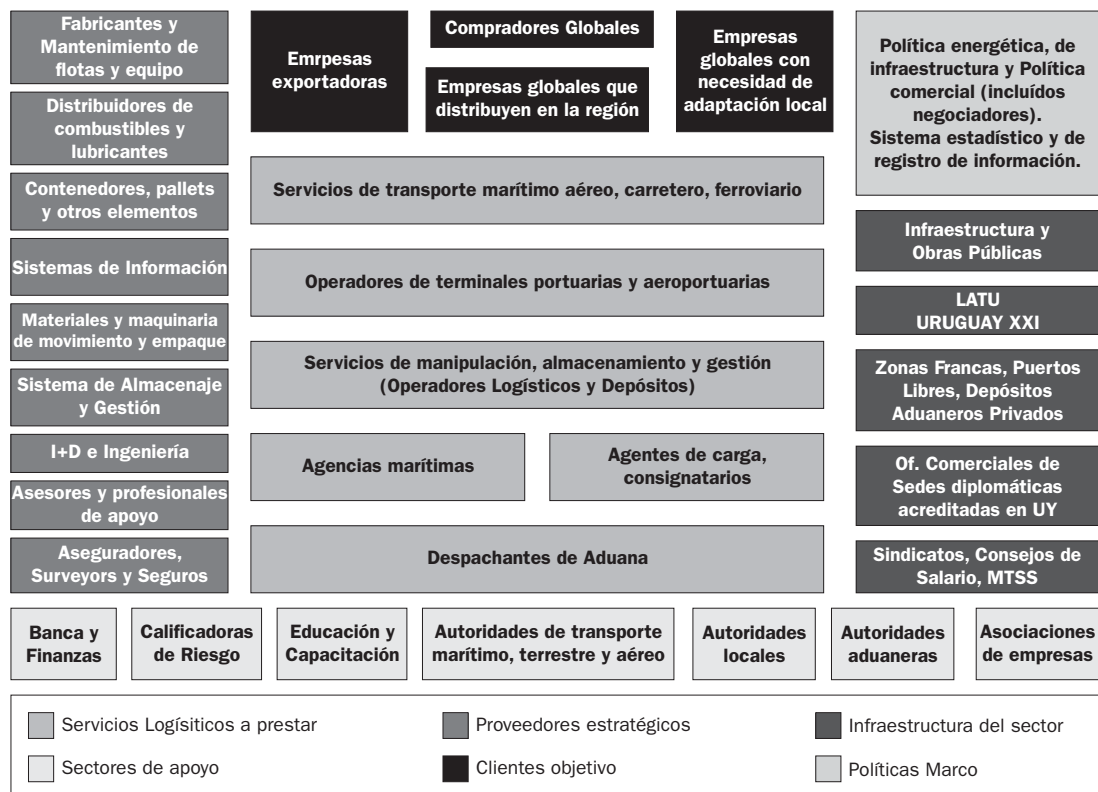 Fabricantes y
Mantenimiento de
flotas y equipo
Distribuidores de
combustibles y
lubricantes
Contenedores, pallets
y otros elementos
Sistemas de Información
Materiales y maquinaria
de movimiento y empaque
Sistema de Almacenaje
y Gestión
I+D e Ingeniería
Asesores y profesionales
de apoyo
Aseguradores,
Surveyors y Seguros
Emrpesas
exportadoras
Compradores Globales
Empresas globales que
distribuyen en la región
Empresas
globales con
necesidad de
adaptación local
Servicios de transporte marítimo aéreo, carretero, ferroviario
Operadores de terminales portuarias y aeroportuarias
Servicios de manipulación, almacenamiento y gestión
(Operadores Logísticos y Depósitos)
Agencias marítimas
Agentes de carga,
consignatarios
Despachantes de Aduana
Política energética, de
infraestructura y Política
comercial (incluídos
negociadores).
Sistema estadístico y de
registro de información.
Infraestructura y
Obras Públicas
LATU
URUGUAY XXI
Zonas Francas, Puertos
Libres, Depósitos
Aduaneros Privados
Of. Comerciales de
Sedes diplomáticas
acreditadas en UY
Sindicatos, Consejos de
Salario, MTSS
Banca y
Finanzas
Calificadoras
de Riesgo
Educación y
Capacitación
Autoridades de transporte
marítimo, terrestre y aéreo
Autoridades
locales
Autoridades
aduaneras
Asociaciones
de empresas
Servicios Logísiticos a prestar
Proveedores estratégicos
Infraestructura del sector
Sectores de apoyo
Clientes objetivo
Políticas Marco